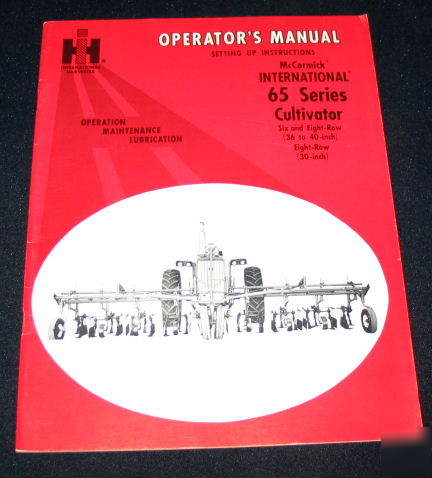 OPERATOR'S MANUAL
SETTING UP INSTRUCTIONS
IH®
INTERNATIONAL
HARVESTER
McCormick®
INTERNATIONAL®
65 Series
Cultivator
Six and Eight-Row
(36 to 40-inch)
Eight-Row
(30-inch)
OPERATION
MAINTENANCE
LUBRICATION